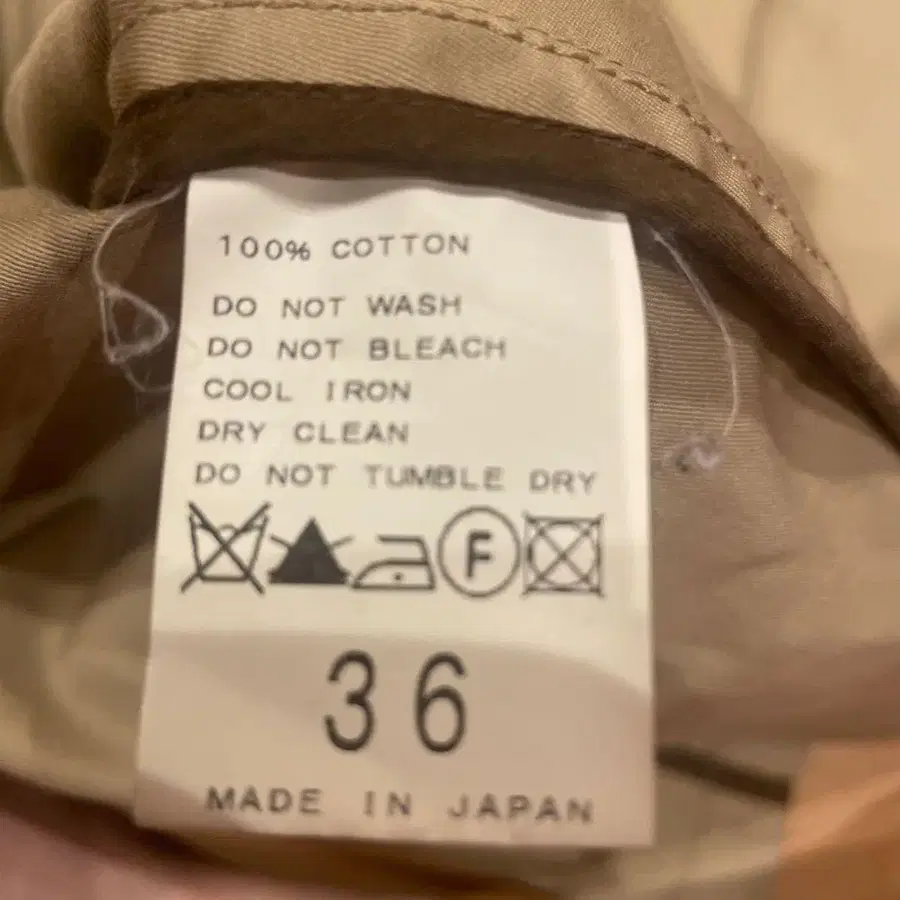 100% COTTON
DO NOT WASH
DO NOT BLEACH
COOL IRON
DRY CLEAN
DO NOT TUMBLE DRY
F
36
MADE IN JAPAN